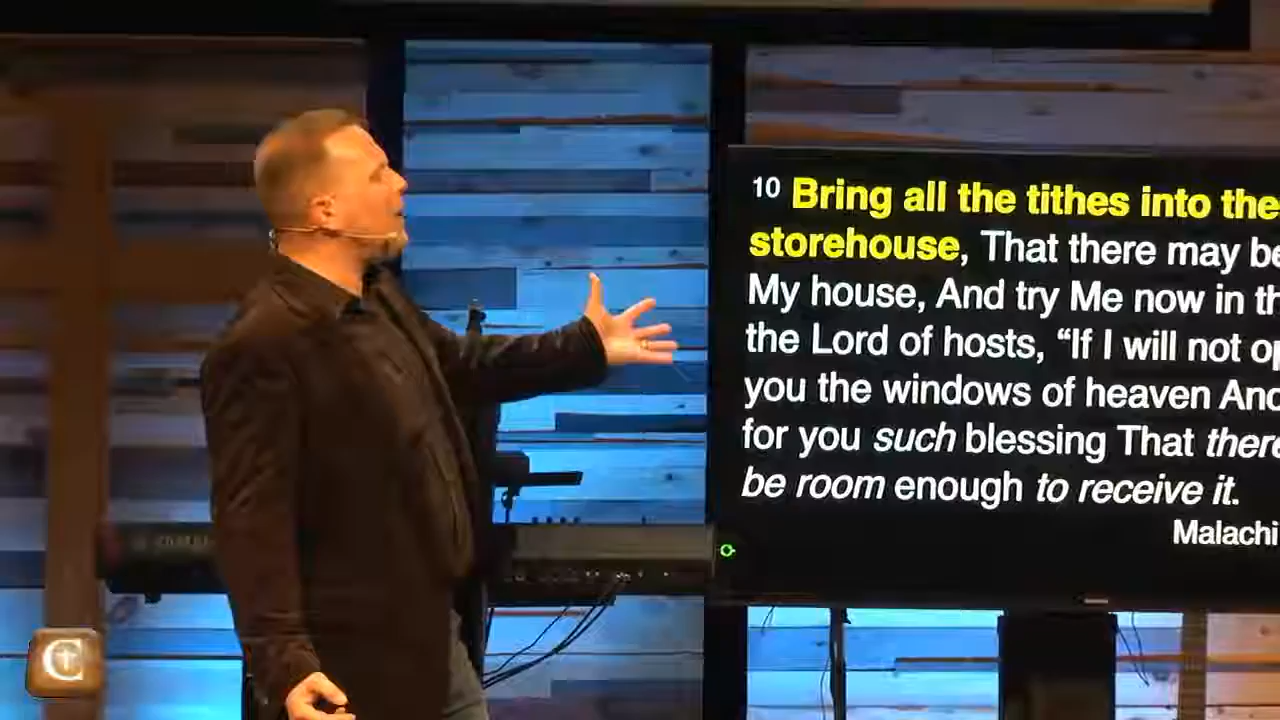 10 Bring all the tithes into the
storehouse, That there may be
My house, And try Me now in th
the Lord of hosts, “If I will not op
you the windows of heaven And
for you such blessing That there
be room enough to receive it.
Malachi
C